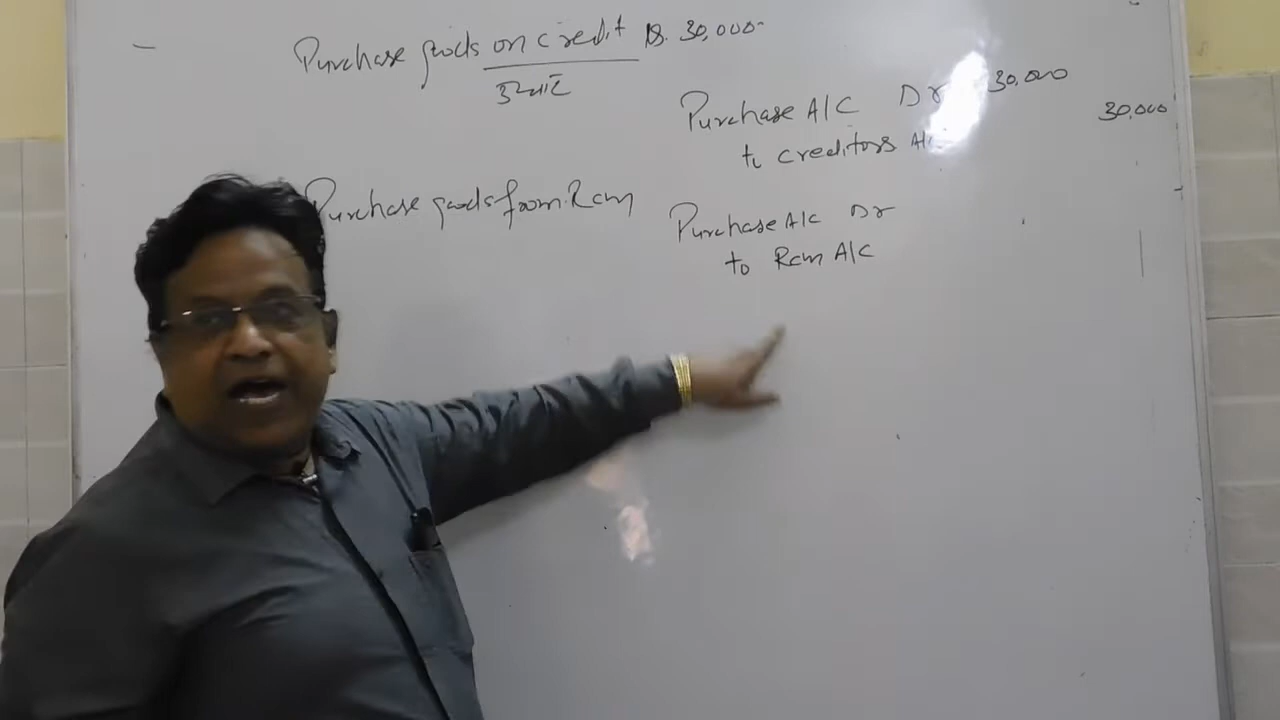 Purchase goods on credit Rs. 30,000
उधार
Purchase A/C Dr 30,000
to creditors A/c 30,000
Purchase goods from Ram
Purchase A/c Dr
to Ram A/C